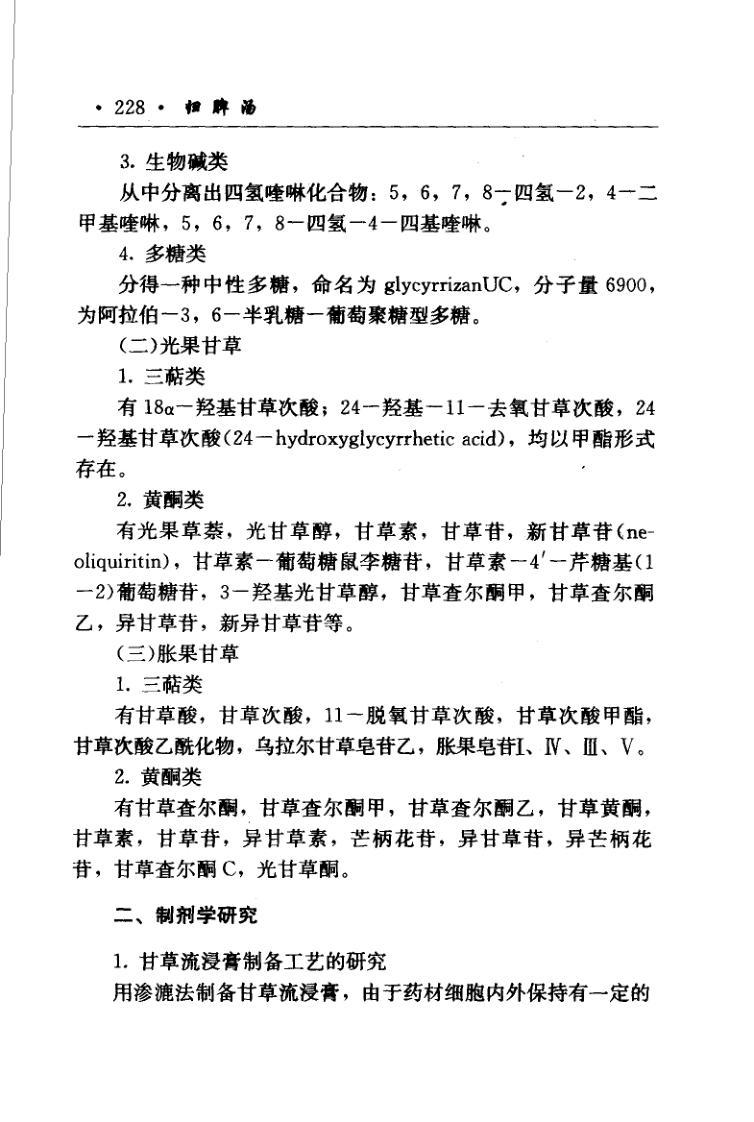 · 228 · 归脾汤
3. 生物碱类
从中分离出四氢喹啉化合物：5，6，7，8—四氢—2，4—二
甲基喹啉，5，6，7，8—四氢—4—四基喹啉。
4. 多糖类
分得一种中性多糖，命名为 glycyrrizanUC，分子量 6900，
为阿拉伯—3，6—半乳糖—葡萄聚糖型多糖。
(二)光果甘草
1. 三萜类
有 18α—羟基甘草次酸；24—羟基—11—去氧甘草次酸，24
—羟基甘草次酸(24—hydroxyglycyrrhetic acid)，均以甲酯形式
存在。
2. 黄酮类
有光果草萘，光甘草醇，甘草素，甘草苷，新甘草苷(ne-
oliquiritin)，甘草素—葡萄糖鼠李糖苷，甘草素—4′—芹糖基(1
—2)葡萄糖苷，3—羟基光甘草醇，甘草查尔酮甲，甘草查尔酮
乙，异甘草苷，新异甘草苷等。
(三)胀果甘草
1. 三萜类
有甘草酸，甘草次酸，11—脱氧甘草次酸，甘草次酸甲酯，
甘草次酸乙酰化物，乌拉尔甘草皂苷乙，胀果皂苷Ⅰ、Ⅳ、Ⅲ、Ⅴ。
2. 黄酮类
有甘草查尔酮，甘草查尔酮甲，甘草查尔酮乙，甘草黄酮，
甘草素，甘草苷，异甘草素，芒柄花苷，异甘草苷，异芒柄花
苷，甘草查尔酮 C，光甘草酮。
二、制剂学研究
1. 甘草流浸膏制备工艺的研究
用渗漉法制备甘草流浸膏，由于药材细胞内外保持有一定的